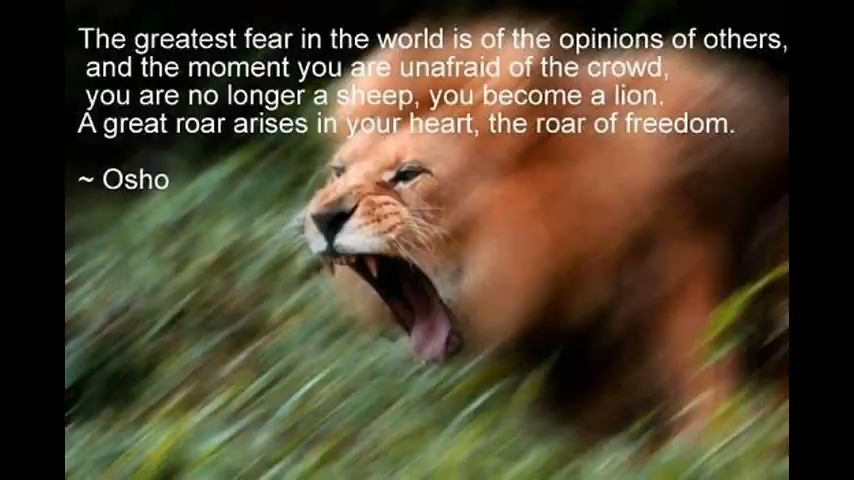 The greatest fear in the world is of the opinions of others,
and the moment you are unafraid of the crowd,
you are no longer a sheep, you become a lion.
A great roar arises in your heart, the roar of freedom.
~ Osho